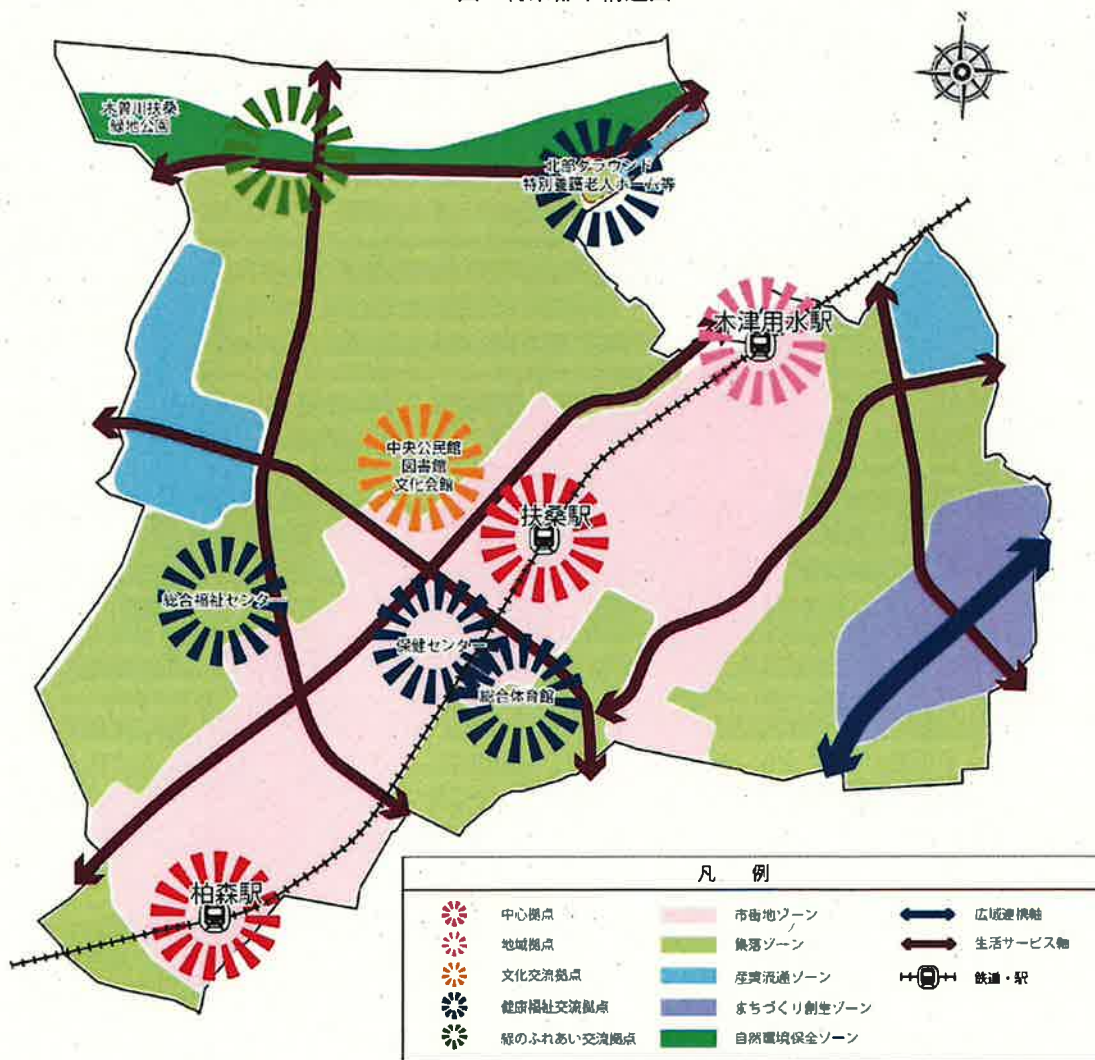 N
木曽川扶桑
緑地公園
北部グラウンド
特別養護老人ホーム等
木津用水駅
中央公民館
図書館
文化会館
扶桑駅
総合福祉センター
保健センター
総合体育館
柏森駅
凡 例
中心拠点
地域拠点
文化交流拠点
健康福祉交流拠点
緑のふれあい交流拠点
市街地ゾーン
集落ゾーン
産業流通ゾーン
まちづくり創生ゾーン
自然環境保全ゾーン
広域連携軸
生活サービス軸
鉄道・駅